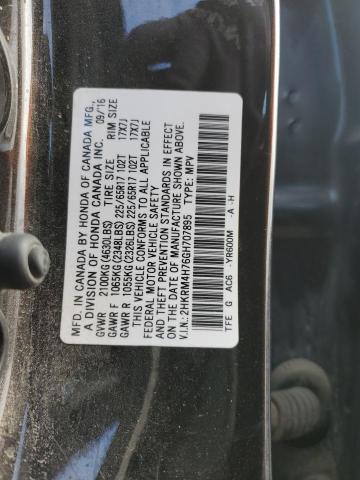 MFD. IN CANADA BY HONDA OF CANADA MFG.,
A DIVISION OF HONDA CANADA INC. 09/16
GVWR 2100KG(4630LBS) TIRE SIZE RIM SIZE
GAWR F 1065KG(2348LBS) 225/65R17 102T 17X7J
GAWR R 1055KG(2326LBS) 225/65R17 102T 17X7J
THIS VEHICLE CONFORMS TO ALL APPLICABLE
FEDERAL MOTOR VEHICLE SAFETY
AND THEFT PREVENTION STANDARDS IN EFFECT
ON THE DATE OF MANUFACTURE SHOWN ABOVE.
V.I.N.: 2HKRM4H76GH707895 TYPE: MPV
TFE G AC6 -YR600M -A -H